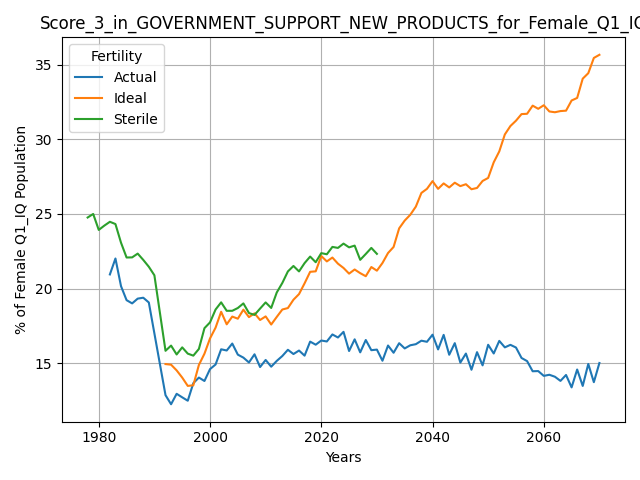 Score_3_in_GOVERNMENT_SUPPORT_NEW_PRODUCTS_for_Female_Q1_IQ
Fertility
Actual
Ideal
Sterile
% of Female Q1_IQ Population
35
30
25
20
15
1980
2000
2020
2040
2060
Years